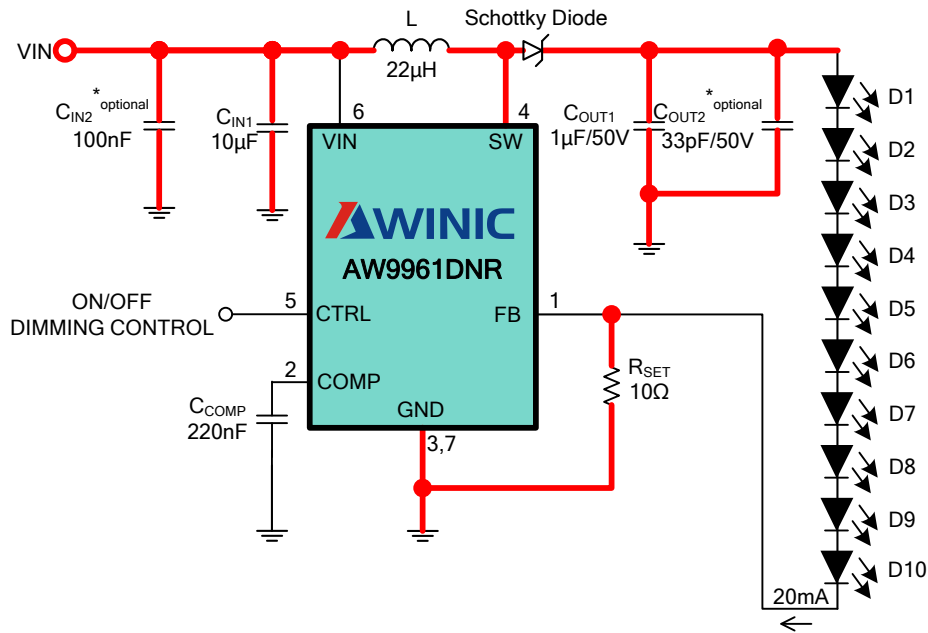 L
Schottky Diode
VIN
22μH
*optional
CIN2
100nF
CIN1
10μF
6
VIN
4
SW
COUT1
1μF/50V
*optional
COUT2
33pF/50V
D1
D2
D3
D4
D5
D6
D7
D8
D9
D10
AWINIC
AW9961DNR
ON/OFF
DIMMING CONTROL
5
CTRL
FB
1
2
COMP
CCOMP
220nF
GND
3,7
RSET
10Ω
20mA